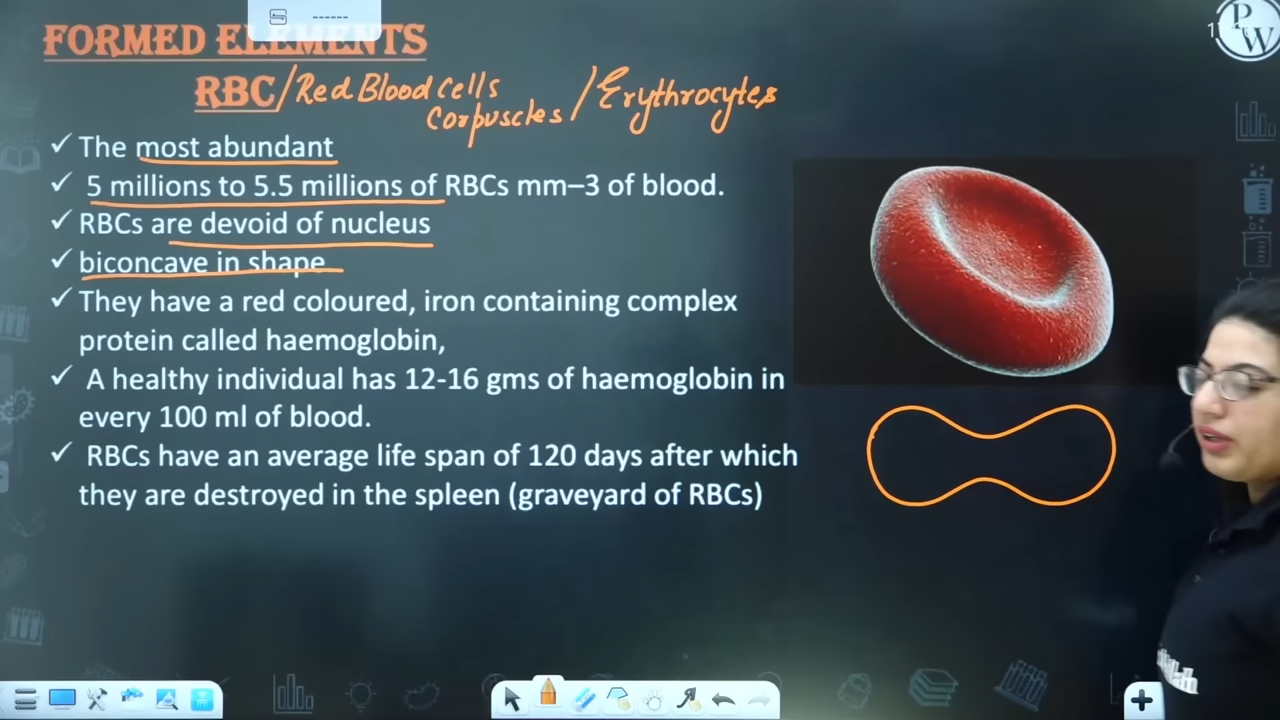 FORMED ELEMENTS
RBC/Red Blood Cells
Corpuscles / Erythrocytes
✓ The most abundant
✓ 5 millions to 5.5 millions of RBCs mm–3 of blood.
✓ RBCs are devoid of nucleus
✓ biconcave in shape
✓ They have a red coloured, iron containing complex
protein called haemoglobin,
✓ A healthy individual has 12-16 gms of haemoglobin in
every 100 ml of blood.
✓ RBCs have an average life span of 120 days after which
they are destroyed in the spleen (graveyard of RBCs)
P
W